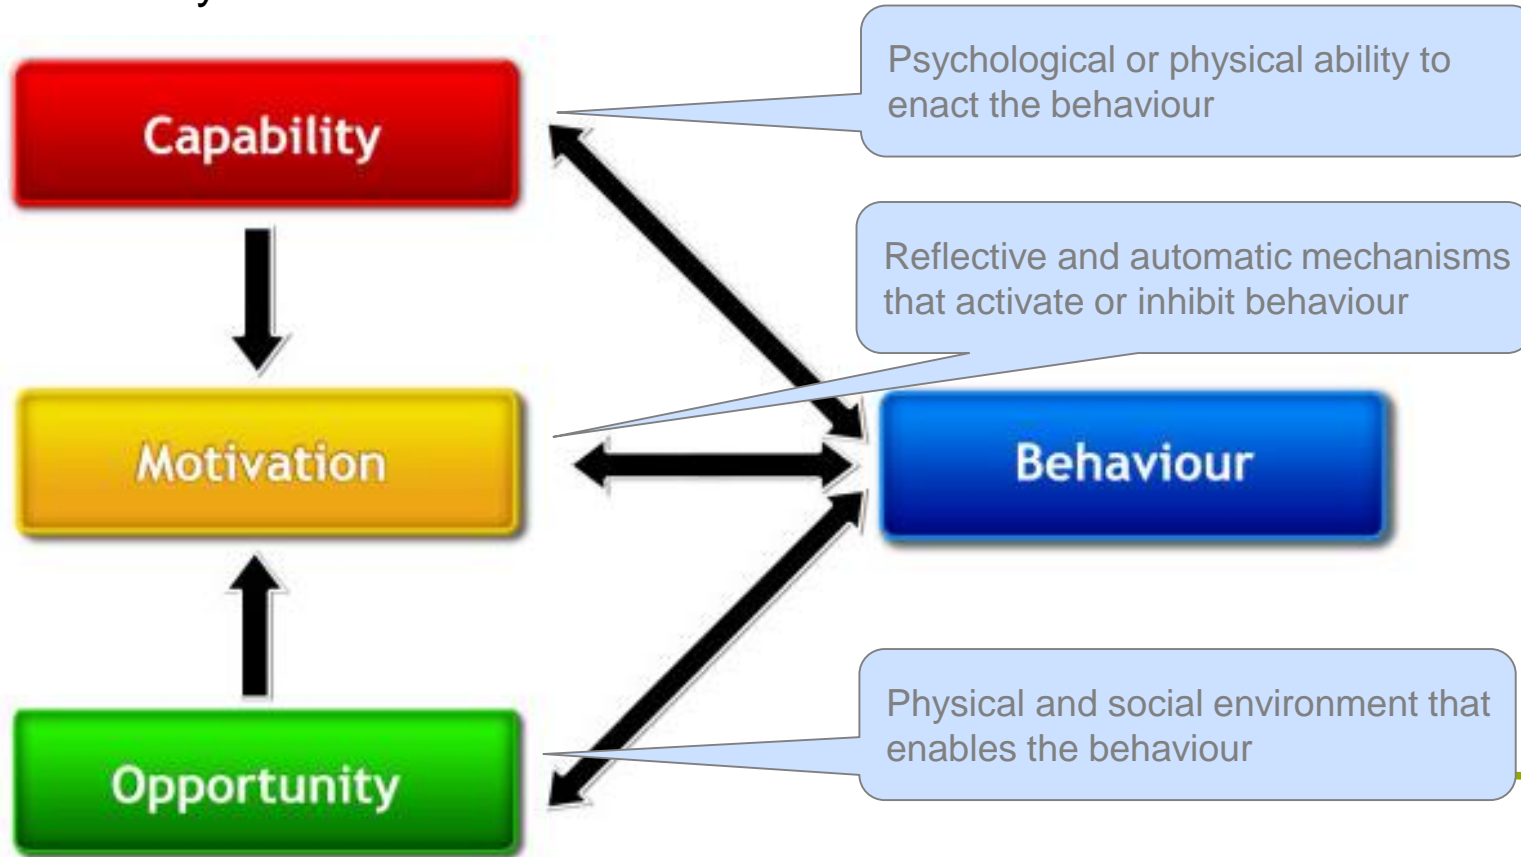 Capability
Psychological or physical ability to
enact the behaviour
Reflective and automatic mechanisms
that activate or inhibit behaviour
Motivation
Behaviour
Physical and social environment that
enables the behaviour
Opportunity